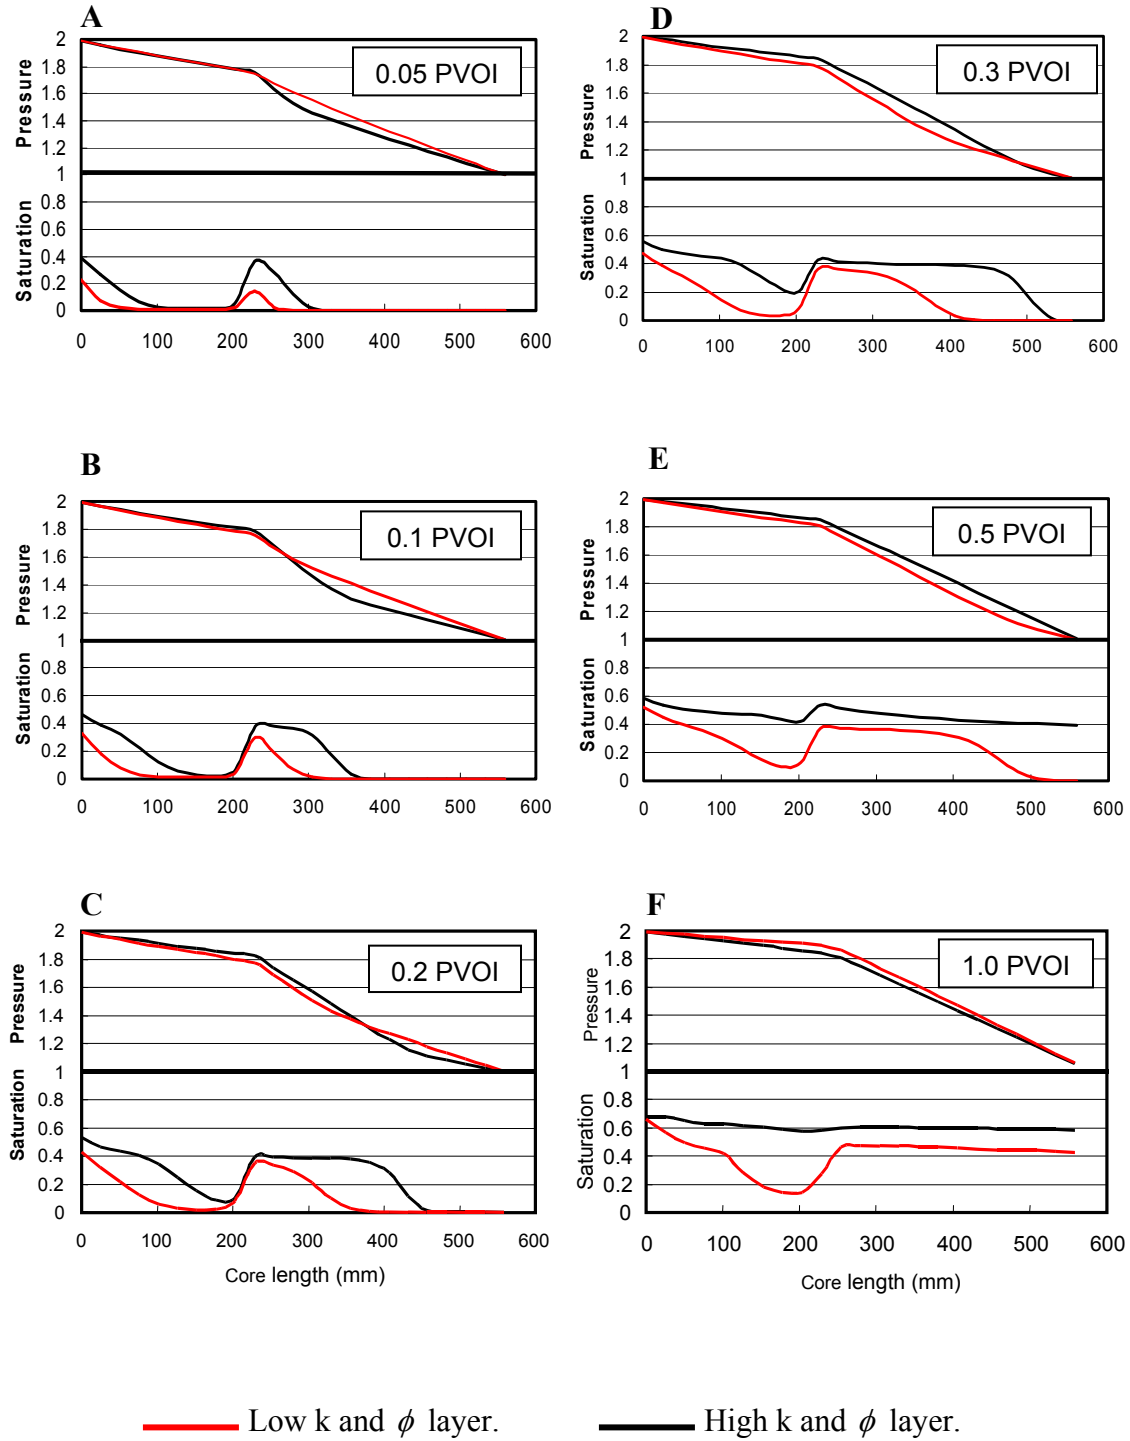 A
2
1.8
1.6
1.4
1.2
1
Pressure
0.05 PVOI
0.8
0.6
0.4
0.2
0
Saturation
0 100 200 300 400 500 600
B
2
1.8
1.6
1.4
1.2
1
Pressure
0.1 PVOI
0.8
0.6
0.4
0.2
0
Saturation
0 100 200 300 400 500 600
C
2
1.8
1.6
1.4
1.2
1
Pressure
0.2 PVOI
0.8
0.6
0.4
0.2
0
Saturation
0 100 200 300 400 500 600
Core length (mm)
D
2
1.8
1.6
1.4
1.2
1
Pressure
0.3 PVOI
0.8
0.6
0.4
0.2
0
Saturation
0 100 200 300 400 500 600
E
2
1.8
1.6
1.4
1.2
1
Pressure
0.5 PVOI
0.8
0.6
0.4
0.2
0
Saturation
0 100 200 300 400 500 600
F
2
1.8
1.6
1.4
1.2
1
Pressure
1.0 PVOI
0.8
0.6
0.4
0.2
0
Saturation
0 100 200 300 400 500 600
Core length (mm)
Low k and ϕ layer.
High k and ϕ layer.